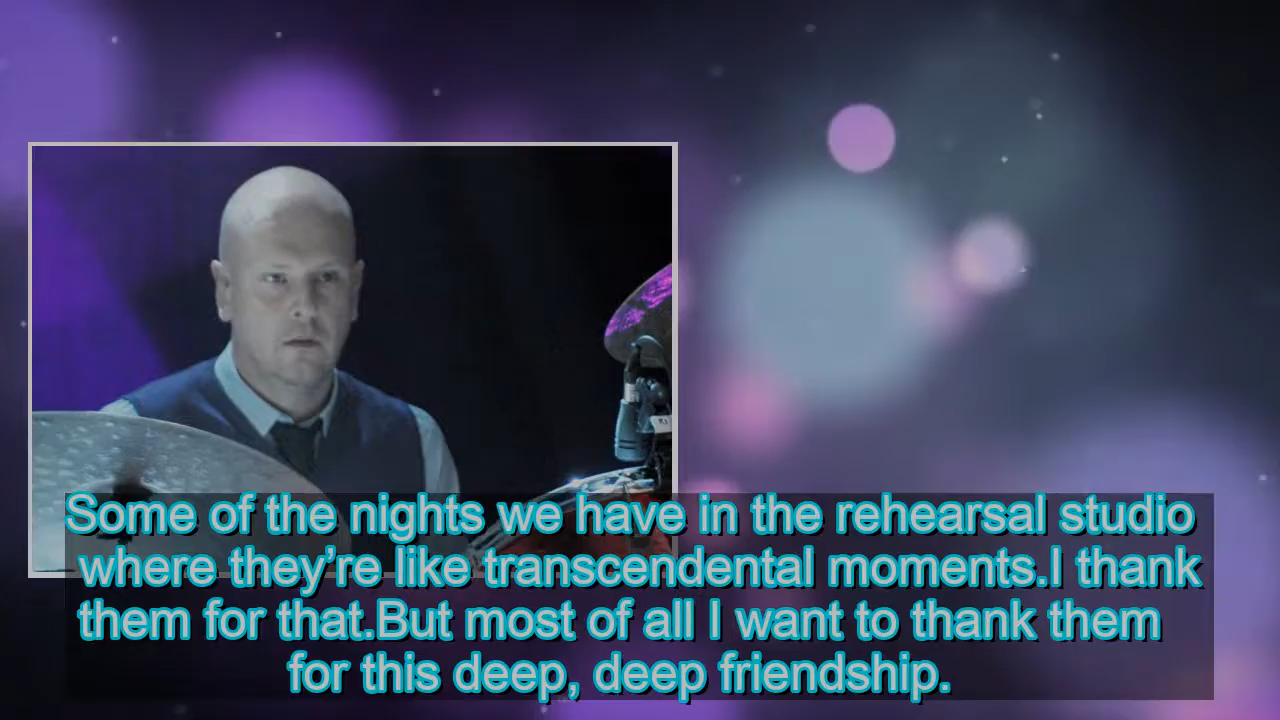 Some of the nights we have in the rehearsal studio
where they’re like transcendental moments.I thank
them for that.But most of all I want to thank them
for this deep, deep friendship.